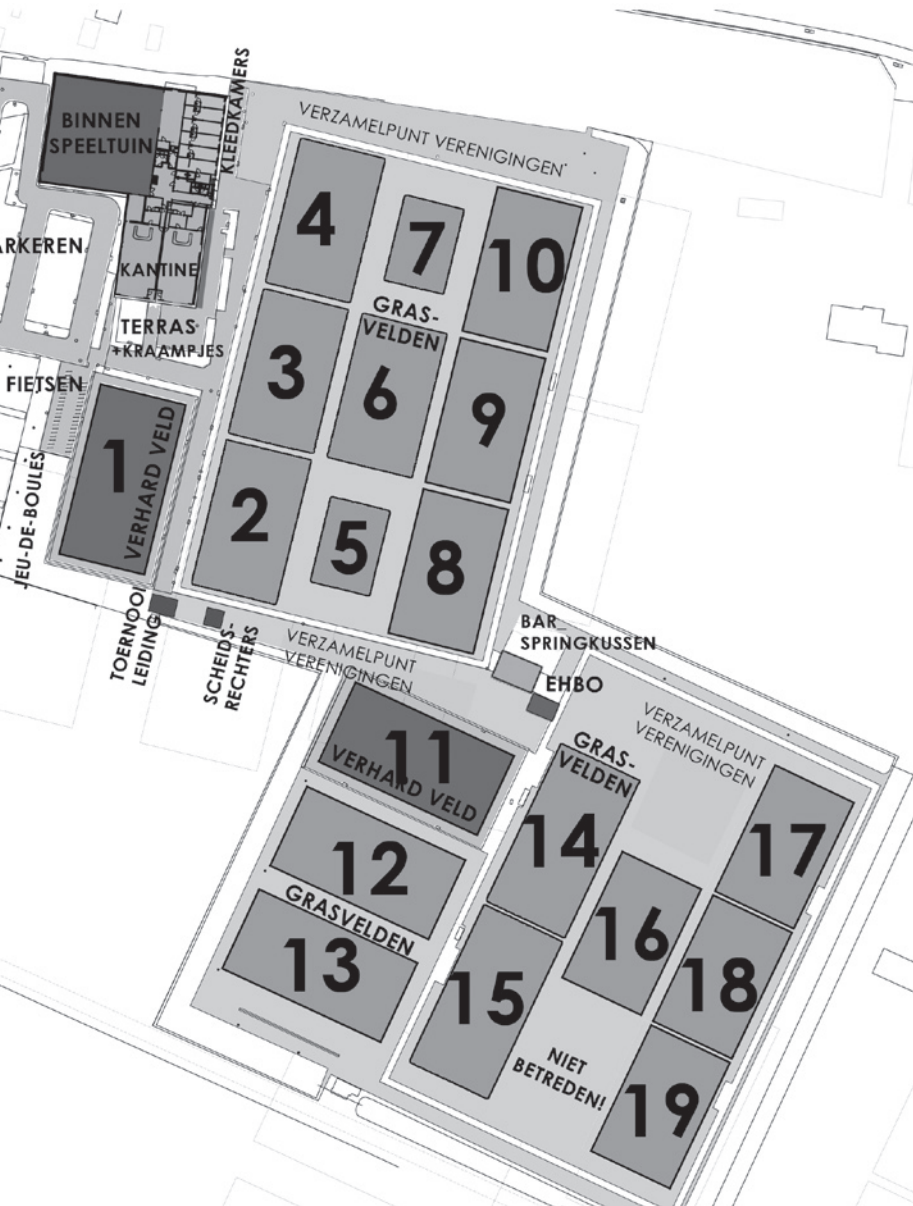 BINNEN
SPEELTUIN
KLEEDKAMERS
VERZAMELPUNT VERENIGINGEN
4
7
10
ARKEREN
KANTINE
GRAS-
VELDEN
TERRAS
+KRAAMPJES
3
6
9
FIETSEN
1
VERHARD VELD
JEU-DE-BOULES
2
5
8
TOERNOOI
LEIDING
SCHEIDS-
RECHTERS
VERZAMELPUNT
VERENIGINGEN
BAR_
SPRINGKUSSEN
EHBO
11
VERHARD VELD
VERZAMELPUNT
VERENIGINGEN
GRAS-
VELDEN
14
17
12
GRASVELDEN
13
16
15
18
NIET
BETREDEN!
19